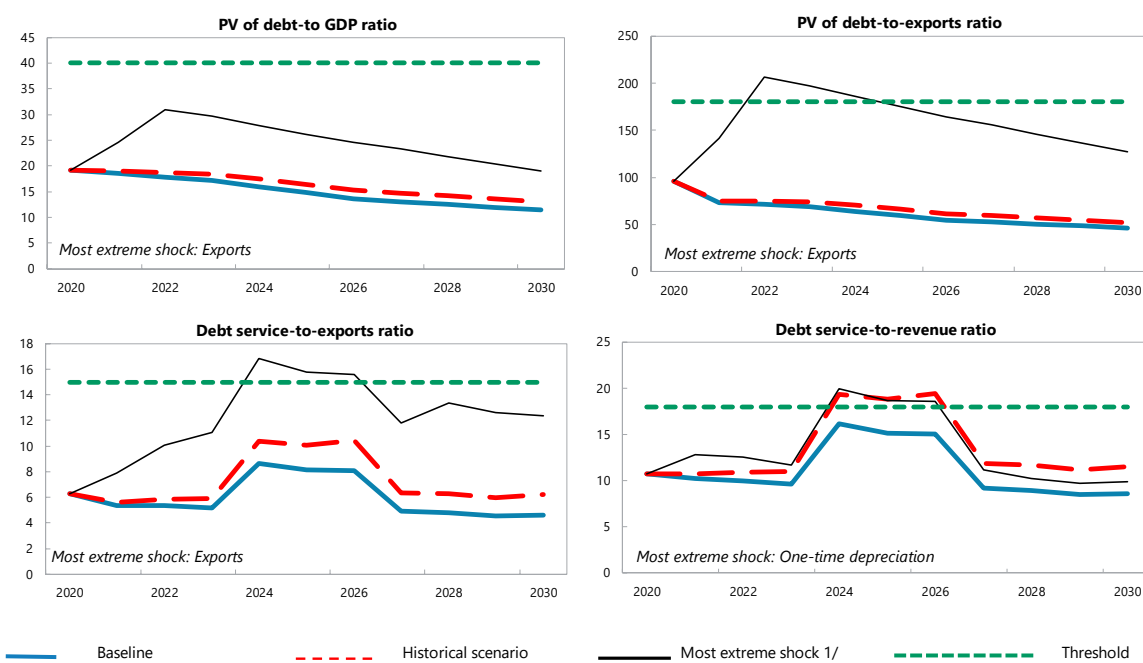 PV of debt-to GDP ratio
45
40
35
30
25
20
15
10
5
0
Most extreme shock: Exports
2020 2022 2024 2026 2028 2030
PV of debt-to-exports ratio
250
200
150
100
50
0
Most extreme shock: Exports
2020 2022 2024 2026 2028 2030
Debt service-to-exports ratio
18
16
14
12
10
8
6
4
2
0
Most extreme shock: Exports
2020 2022 2024 2026 2028 2030
Debt service-to-revenue ratio
25
20
15
10
5
0
Most extreme shock: One-time depreciation
2020 2022 2024 2026 2028 2030
Baseline Historical scenario Most extreme shock 1/ Threshold